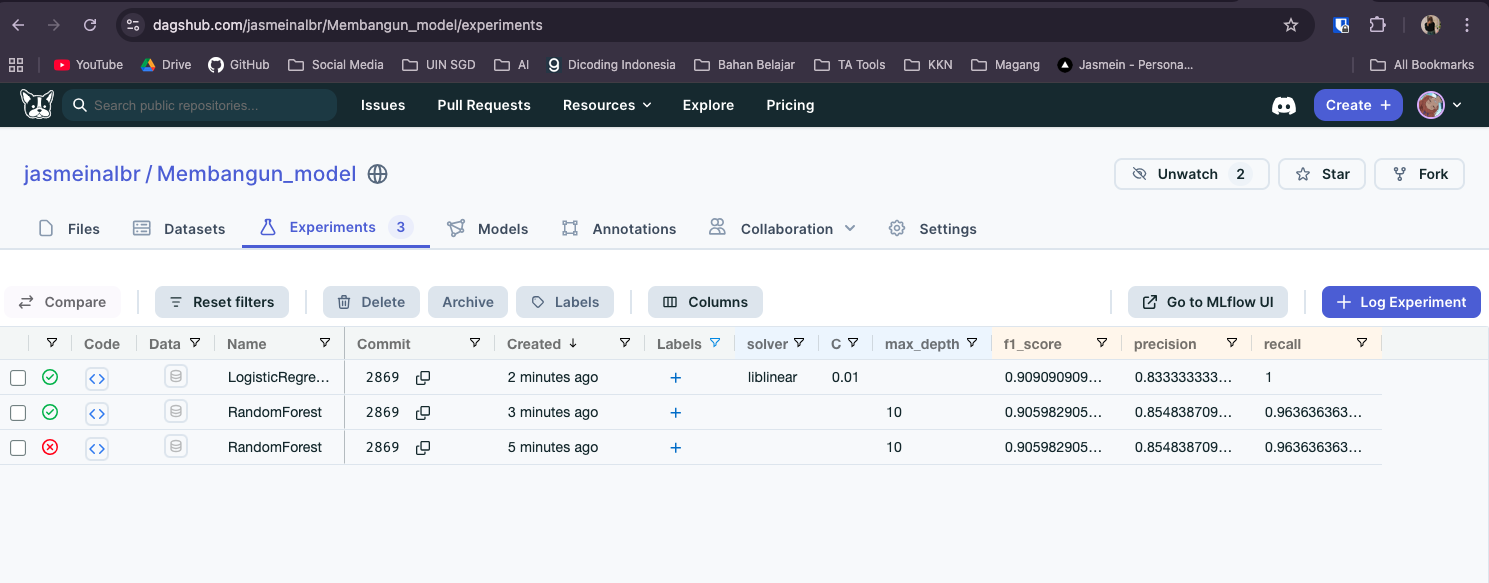 dagshub.com/jasmeinalbr/Membangun_model/experiments
YouTube Drive GitHub Social Media UIN SGD AI Dicoding Indonesia Bahan Belajar TA Tools KKN Magang Jasmein - Persona... All Bookmarks
Search public repositories... Issues Pull Requests Resources Explore Pricing Create +
jasmeinalbr / Membangun_model Unwatch 2 Star Fork
Files Datasets Experiments 3 Models Annotations Collaboration Settings
Compare Reset filters Delete Archive Labels Columns Go to MLflow UI + Log Experiment
Code Data Name Commit Created ↓ Labels solver C max_depth f1_score precision recall
LogisticRegre... 2869 2 minutes ago + liblinear 0.01 0.909090909... 0.833333333... 1
RandomForest 2869 3 minutes ago + 10 0.905982905... 0.854838709... 0.963636363...
RandomForest 2869 5 minutes ago + 10 0.905982905... 0.854838709... 0.963636363...